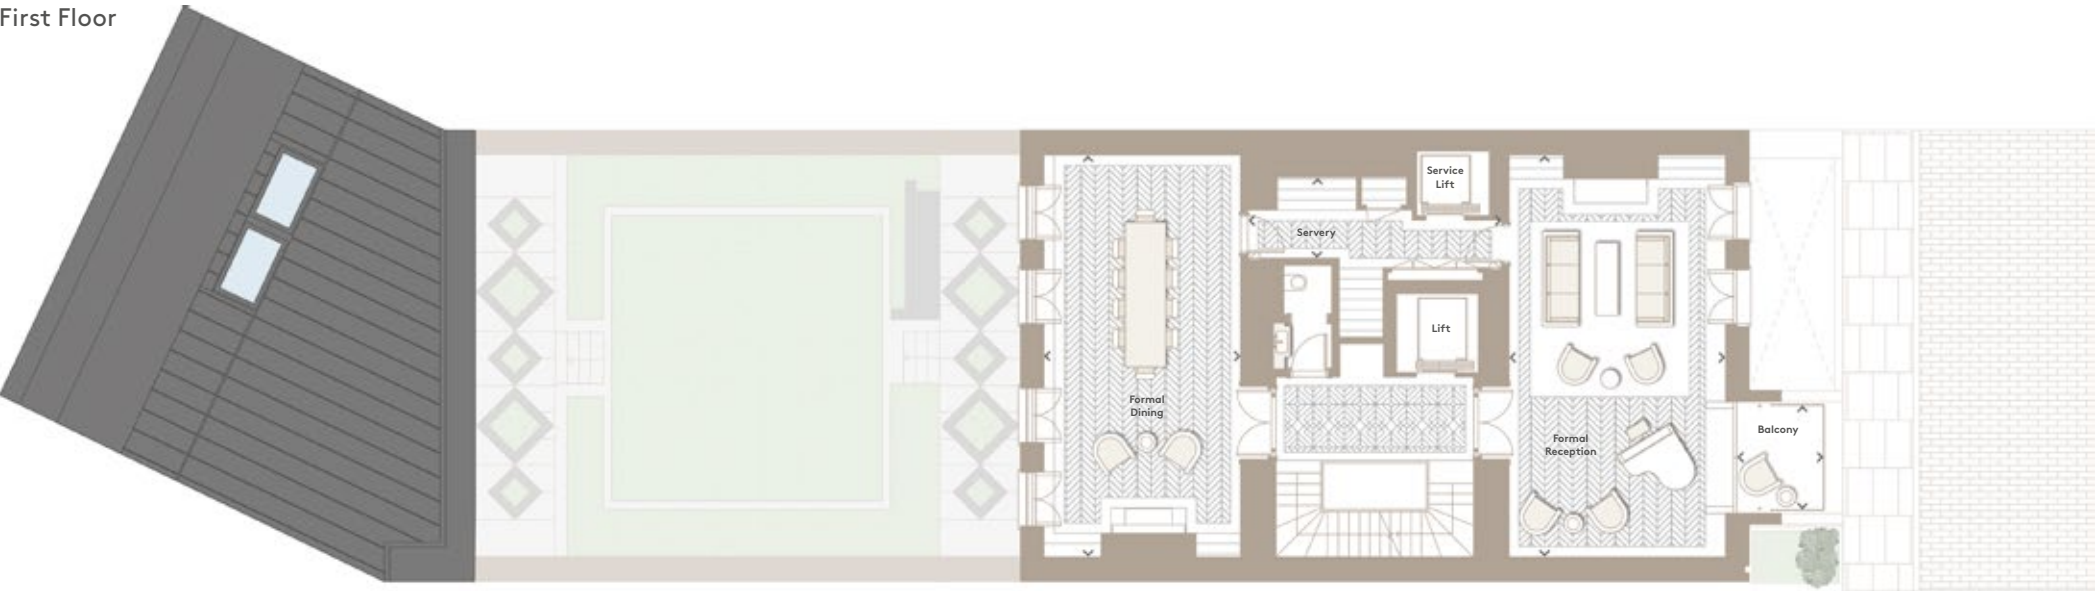 First Floor
Service
Lift
Servery
Lift
Formal
Dining
Formal
Reception
Balcony